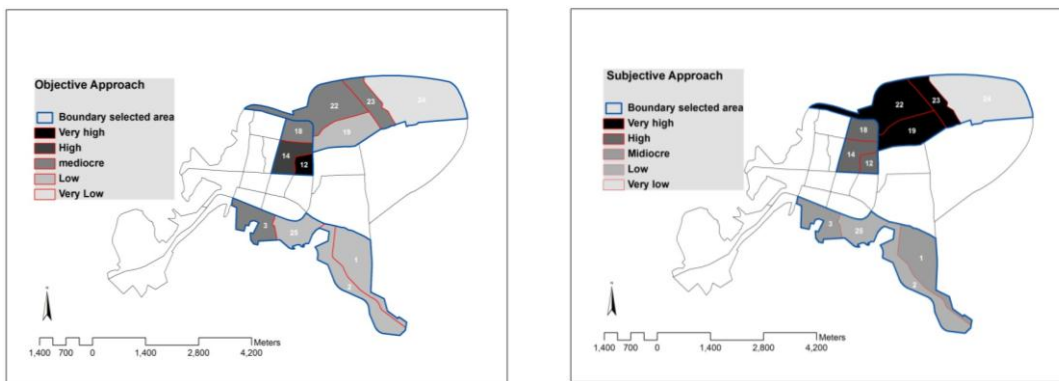 Objective Approach
Boundary selected area
Very high
High
mediocre
Low
Very Low
22
23
24
19
18
14
12
3
25
1
2
N
Meters
1,400 700 0 1,400 2,800 4,200
Subjective Approach
Boundary selected area
Very high
High
Midiocre
Low
Very low
22
23
24
19
18
14
12
3
25
1
2
N
Meters
1,400 700 0 1,400 2,800 4,200